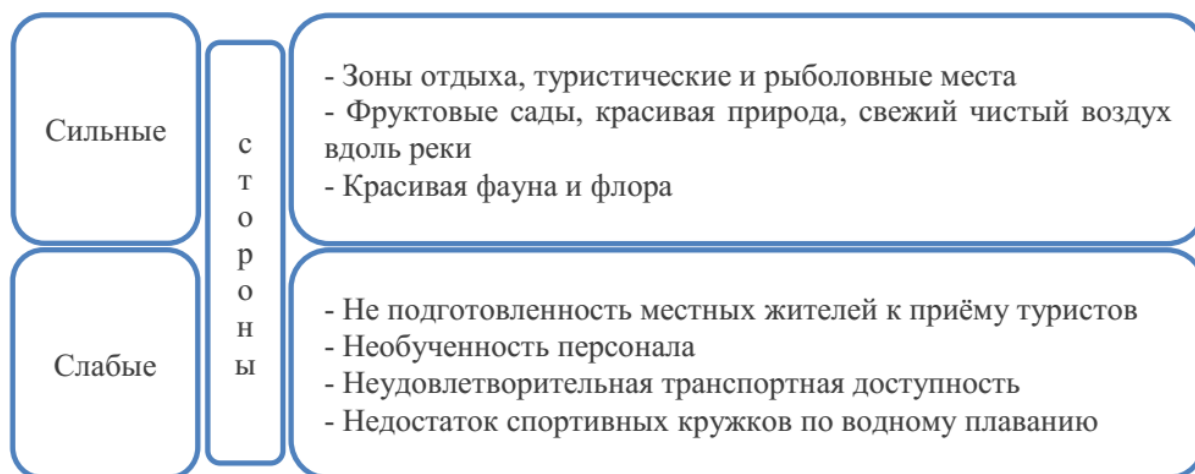 Сильные
с
т
о
р
о
н
ы
- Зоны отдыха, туристические и рыболовные места
- Фруктовые сады, красивая природа, свежий чистый воздух
вдоль реки
- Красивая фауна и флора
Слабые
- Не подготовленность местных жителей к приёму туристов
- Необученность персонала
- Неудовлетворительная транспортная доступность
- Недостаток спортивных кружков по водному плаванию